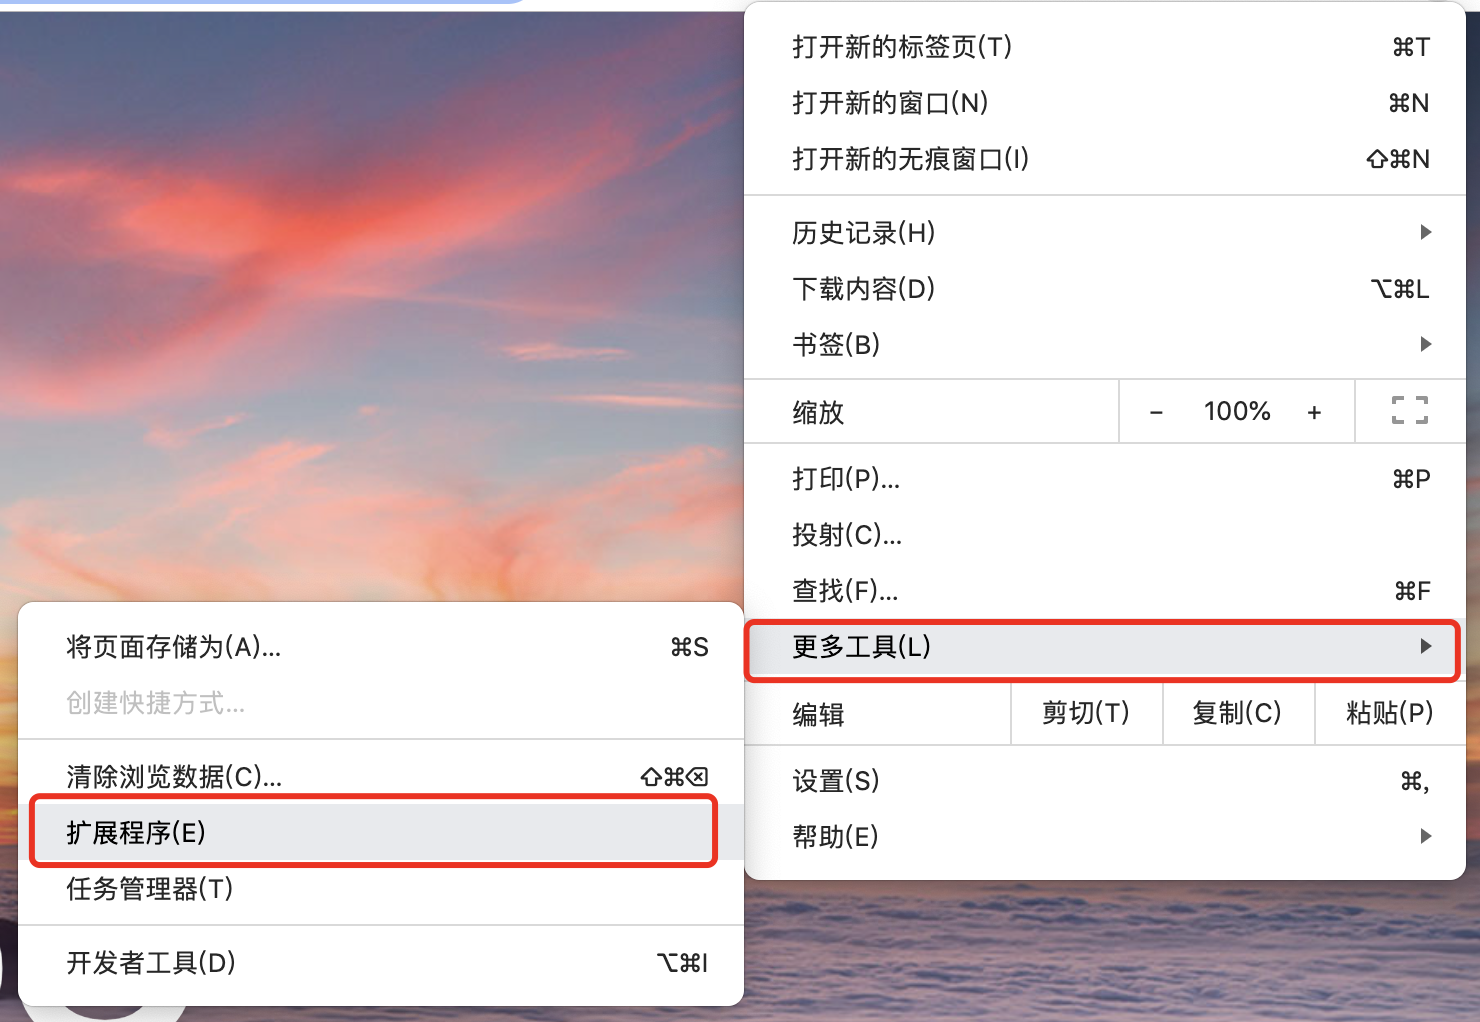 打开新的标签页(T) ⌘T
打开新的窗口(N) ⌘N
打开新的无痕窗口(I) ⇧⌘N
历史记录(H)
下载内容(D) ⌥⌘L
书签(B)
缩放 − 100% +
打印(P)... ⌘P
投射(C)...
查找(F)... ⌘F
更多工具(L)
编辑 剪切(T) 复制(C) 粘贴(P)
设置(S) ⌘,
帮助(E)
将页面存储为(A)... ⌘S
创建快捷方式...
清除浏览数据(C)... ⇧⌘⌫
扩展程序(E)
任务管理器(T)
开发者工具(D) ⌥⌘I